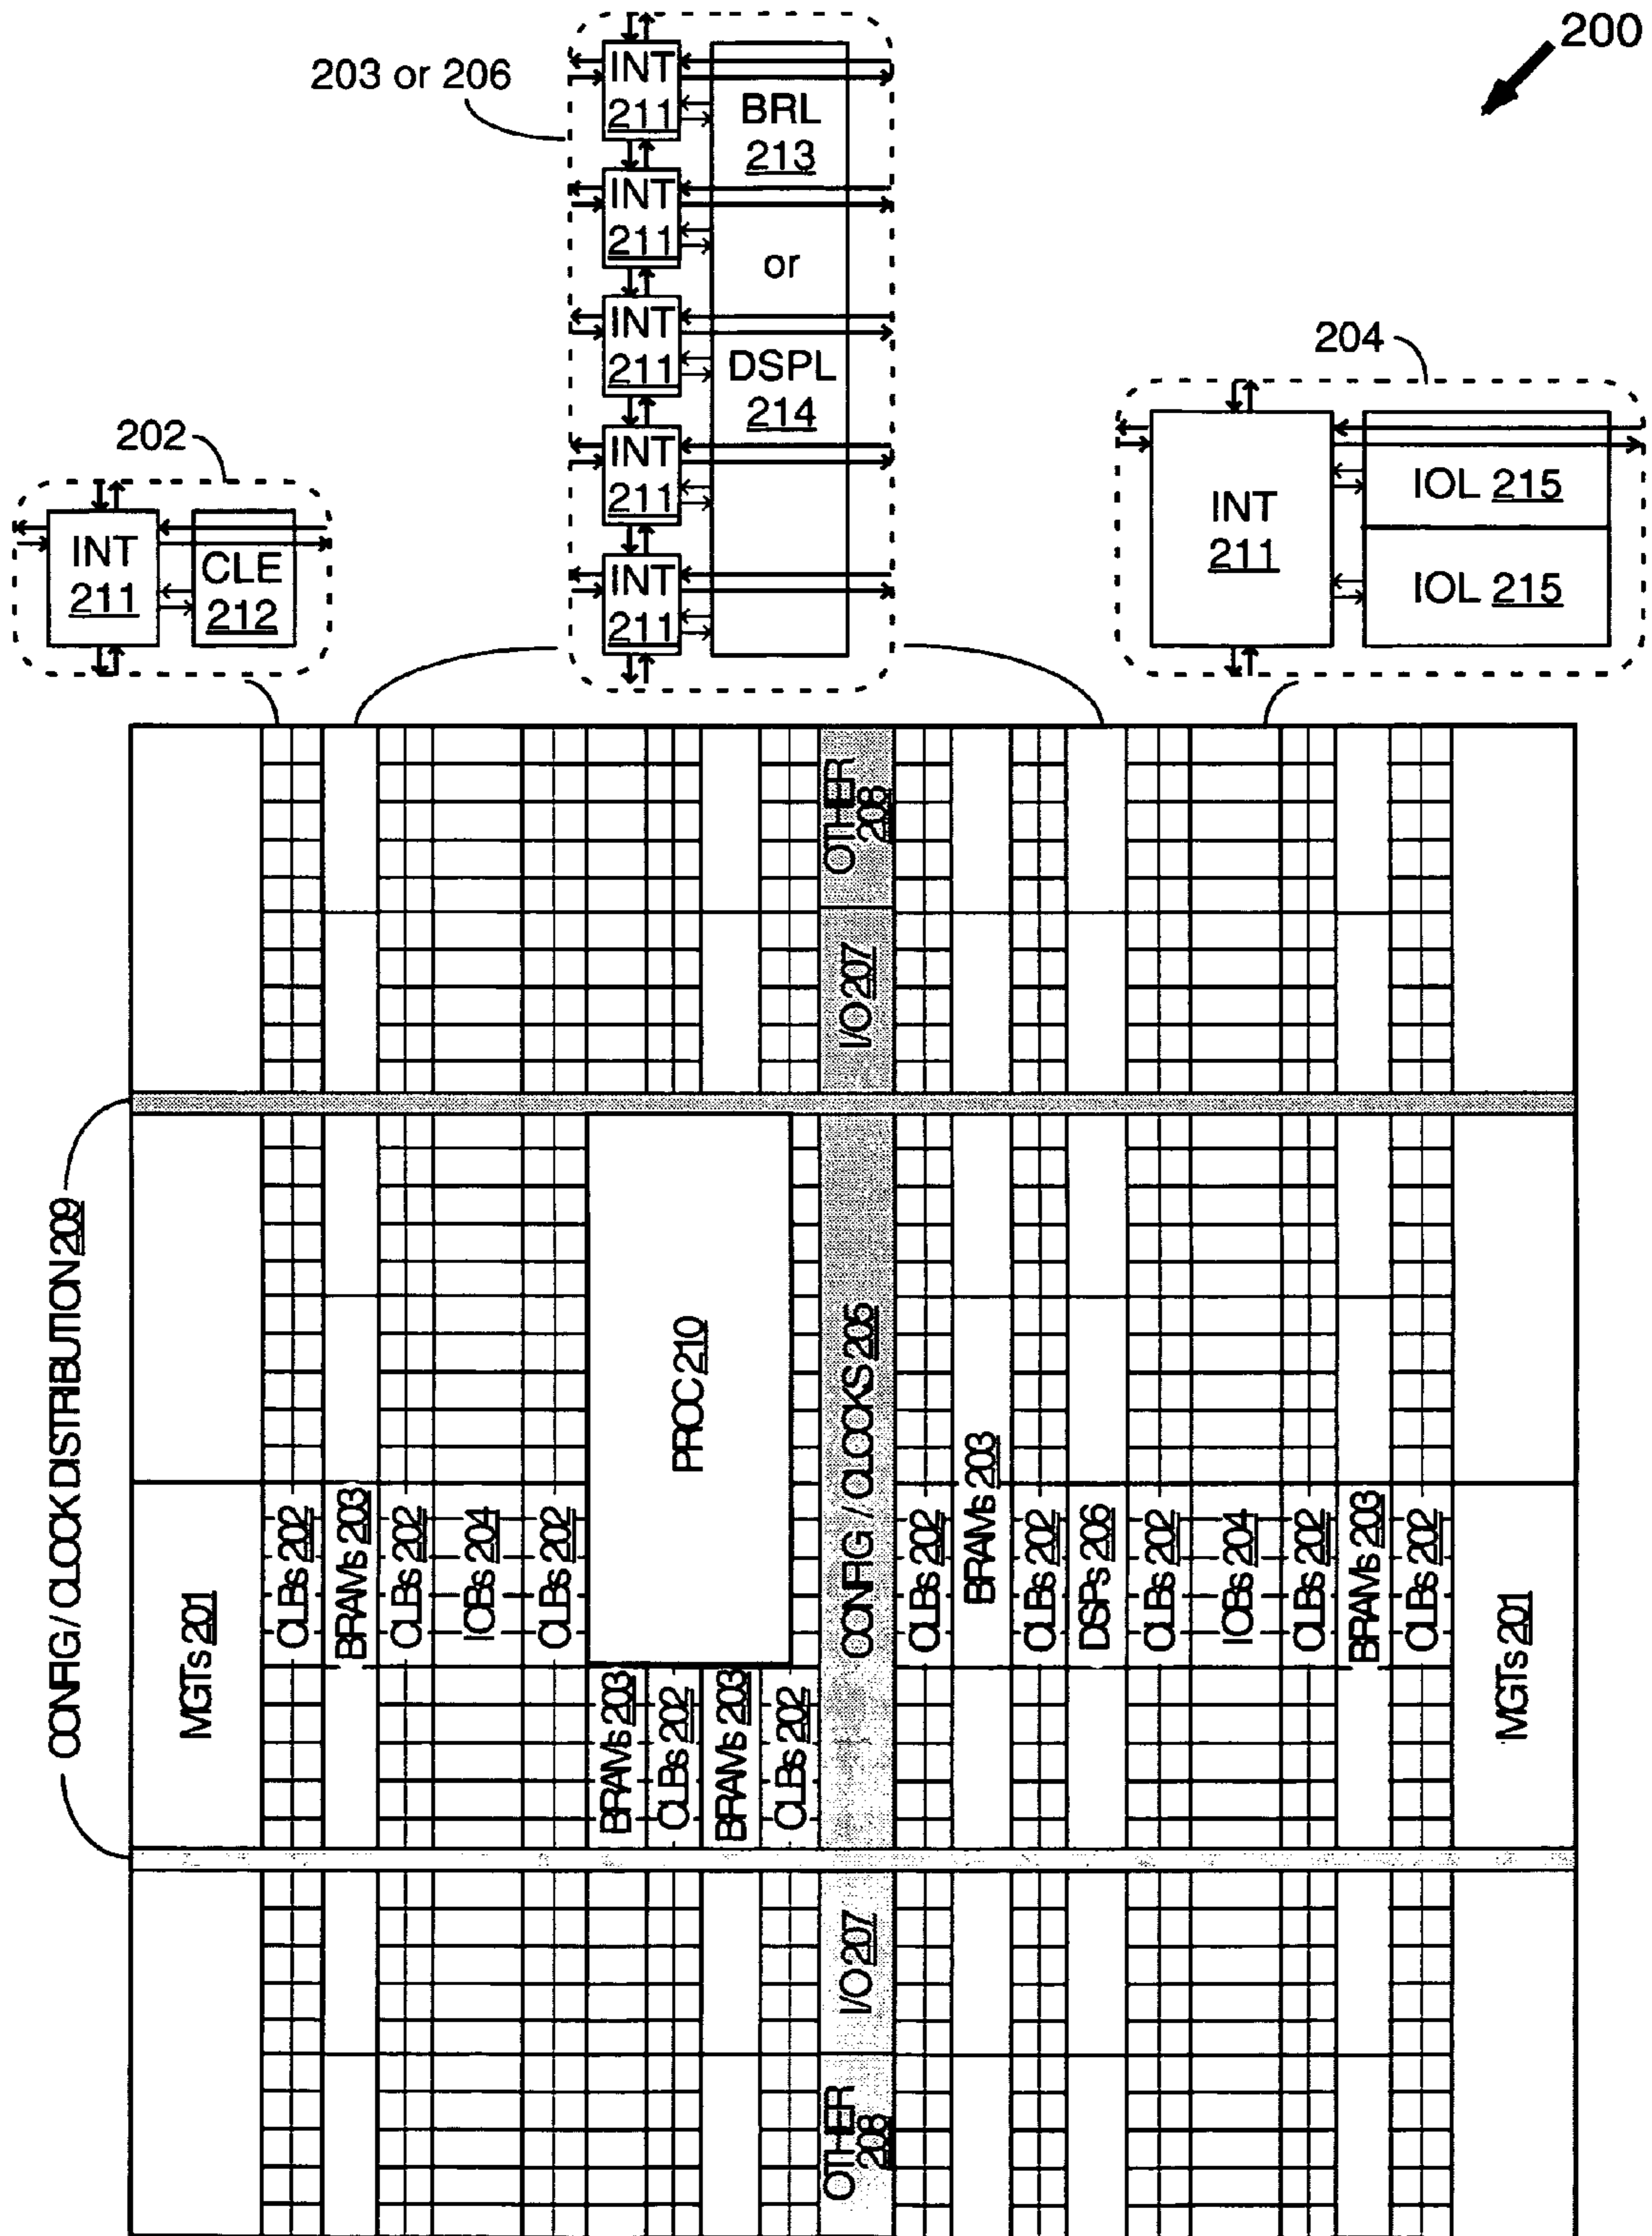 200
203 or 206
INT
211
INT
211
INT
211
INT
211
INT
211
BRL
213
or
DSPL
214
204
INT
211
IOL 215
IOL 215
202
INT
211
CLE
212
OTHER
208
I/O 207
CONFIG / CLOCK DISTRIBUTION 209
PROC 210
CONFIG / CLOCKS 205
MGTs 201
CLBs 202
BRAMs 203
CLBs 202
IOBs 204
CLBs 202
BRAMs 203
CLBs 202
BRAMs 203
CLBs 202
CLBs 202
BRAMs 203
CLBs 202
DSPs 206
CLBs 202
IOBs 204
CLBs 202
BRAMs 203
CLBs 202
MGTs 201
I/O 207
OTHER
208